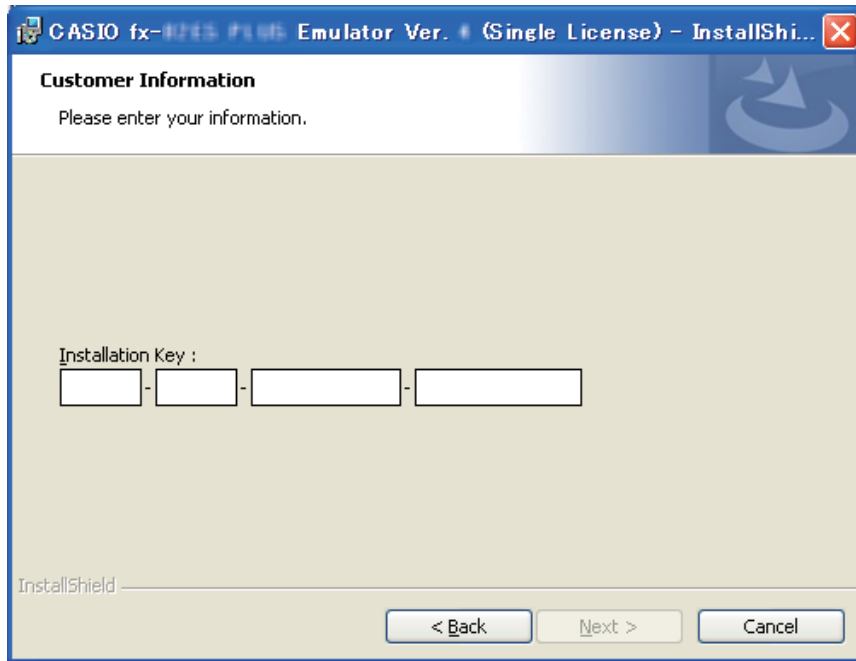 CASIO fx- Emulator Ver. (Single License) - InstallShi...
Customer Information
Please enter your information.
Installation Key :
- - -
InstallShield
< Back Next > Cancel